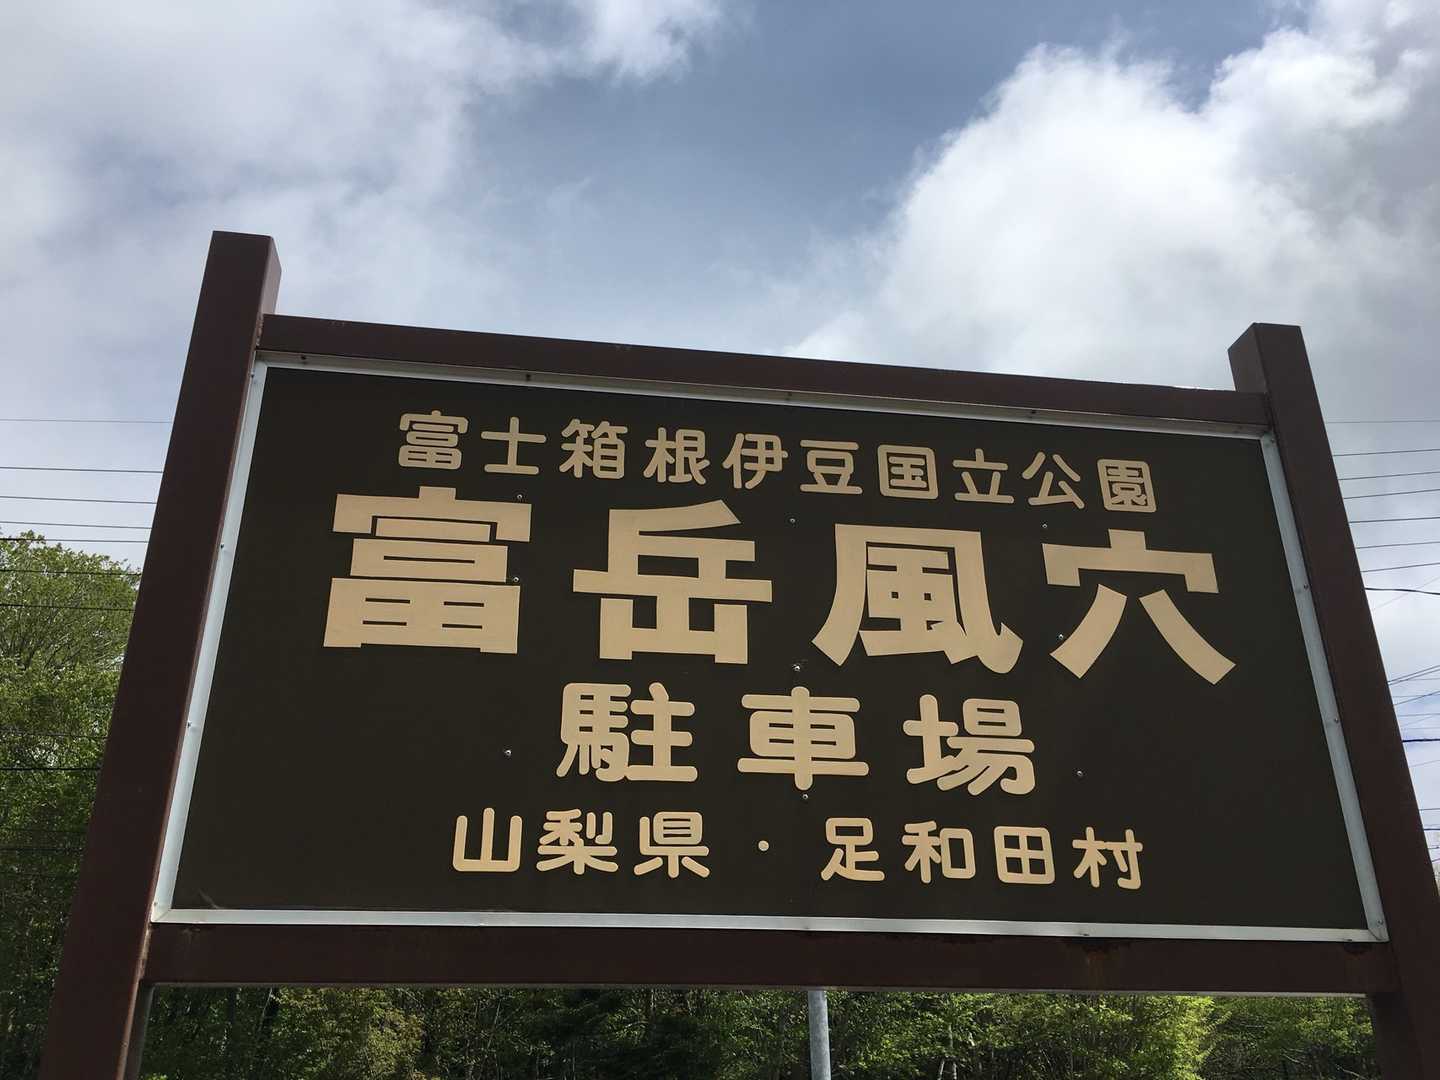 富士箱根伊豆国立公園
富岳風穴
駐車場
山梨県・足和田村